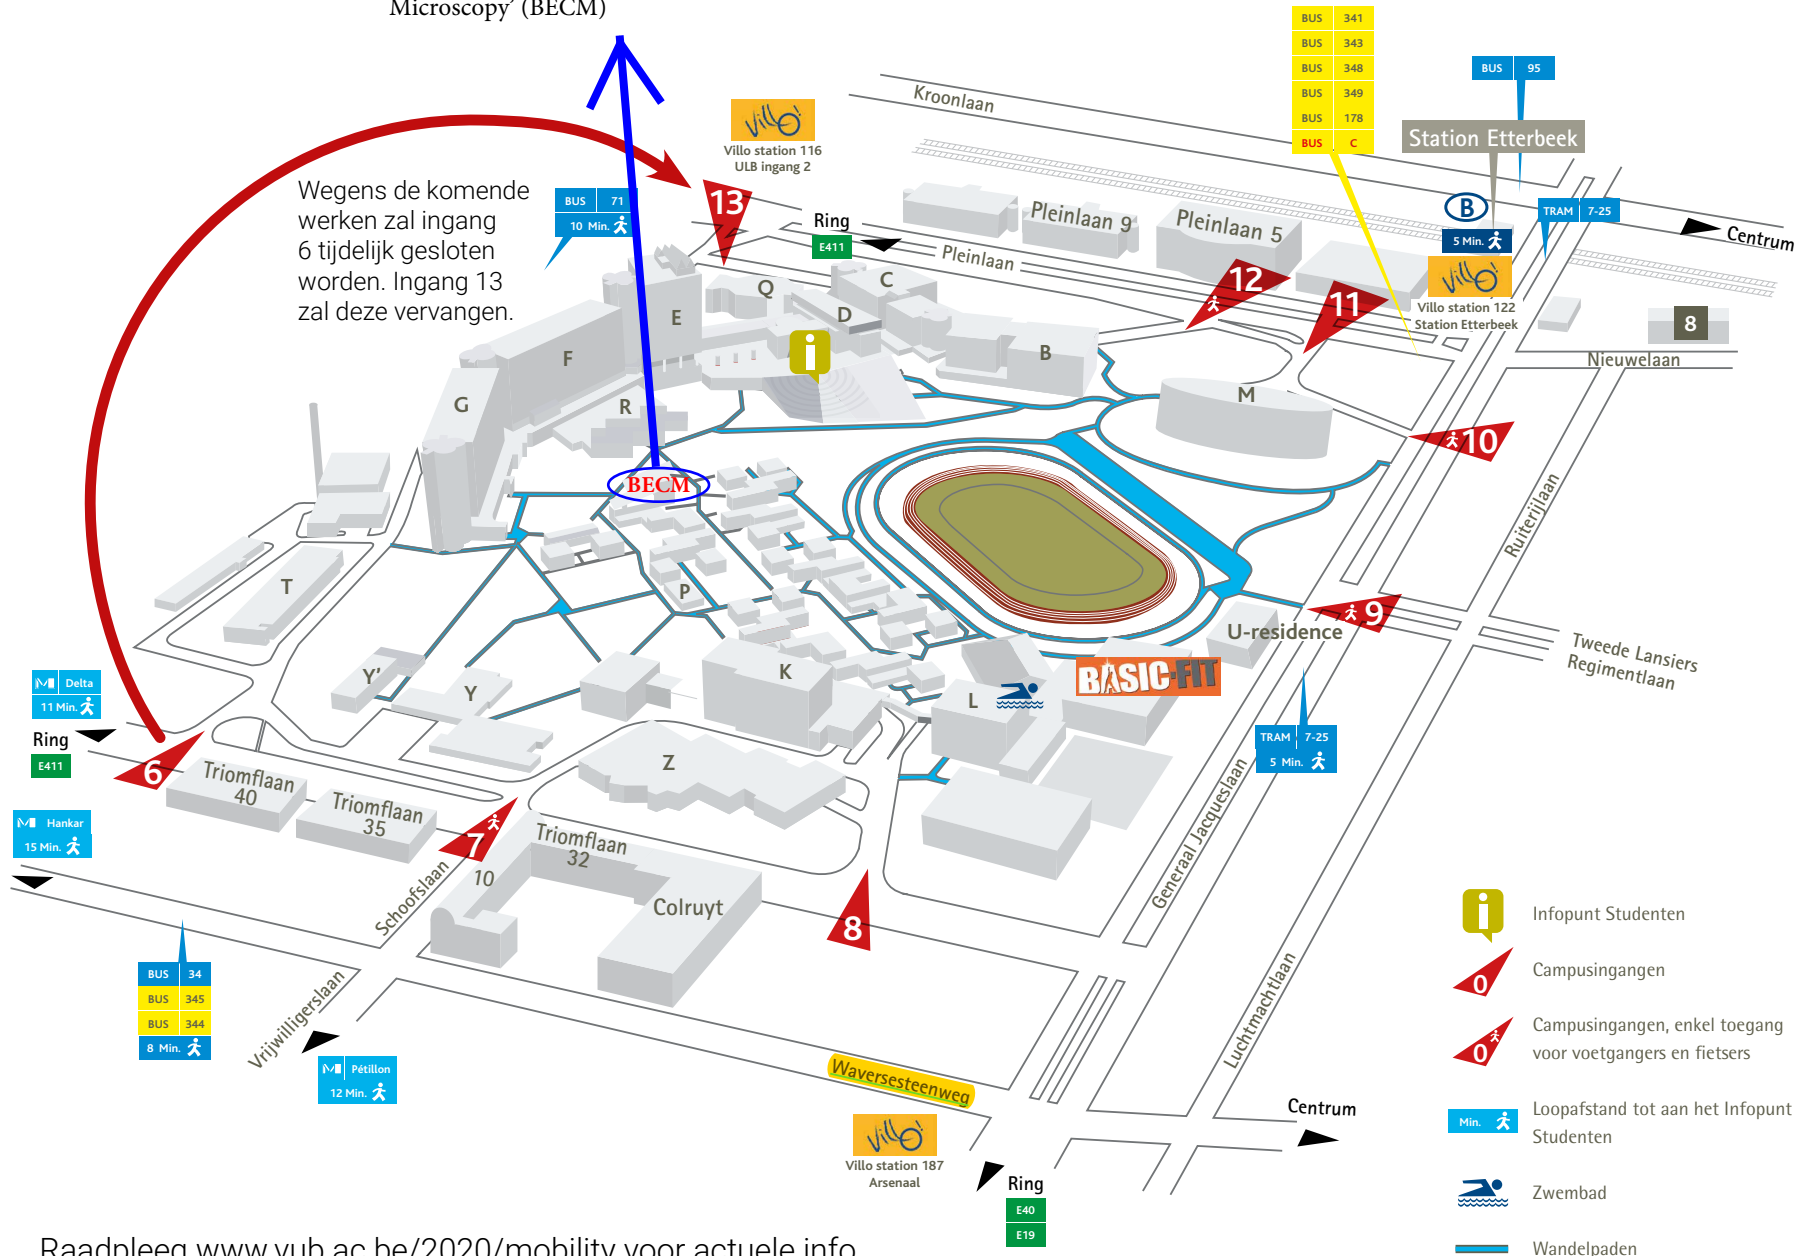 Microscopy' (BECM)
BUS 341
BUS 343
BUS 348
BUS 349
BUS 178
BUS C
BUS 95
Station Etterbeek
Kroonlaan
Villo!
Villo station 116
ULB ingang 2
Wegens de komende
werken zal ingang
6 tijdelijk gesloten
worden. Ingang 13
zal deze vervangen.
BUS 71
10 Min.
13
Ring
E411
Pleinlaan
Pleinlaan 9
Pleinlaan 5
B
5 Min.
TRAM 7-25
Centrum
Villo!
Villo station 122
Station Etterbeek
12
11
8
Nieuwelaan
Q
C
D
E
F
G
R
B
M
i
10
BECM
Ruiterijlaan
T
P
9
U-residence
Tweede Lansiers
Regimentlaan
Y'
Y
K
L
BASIC-FIT
M Delta
11 Min.
Ring
E411
6
Triomflaan
40
Triomflaan
35
Z
TRAM 7-25
5 Min.
M Hankar
15 Min.
7
10
Triomflaan
32
Schoofslaan
Colruyt
8
Generaal Jacqueslaan
Luchtmachtlaan
BUS 34
BUS 345
BUS 344
8 Min.
Vrijwilligerslaan
M Pétillon
12 Min.
Waversesteenweg
Villo!
Villo station 187
Arsenaal
Centrum
Ring
E40
E19
i Infopunt Studenten
0 Campusingangen
0 Campusingangen, enkel toegang
voor voetgangers en fietsers
Min. Loopafstand tot aan het Infopunt
Studenten
Zwembad
Wandelpaden
Raadpleeg www.vub.ac.be/2020/mobility voor actuele info